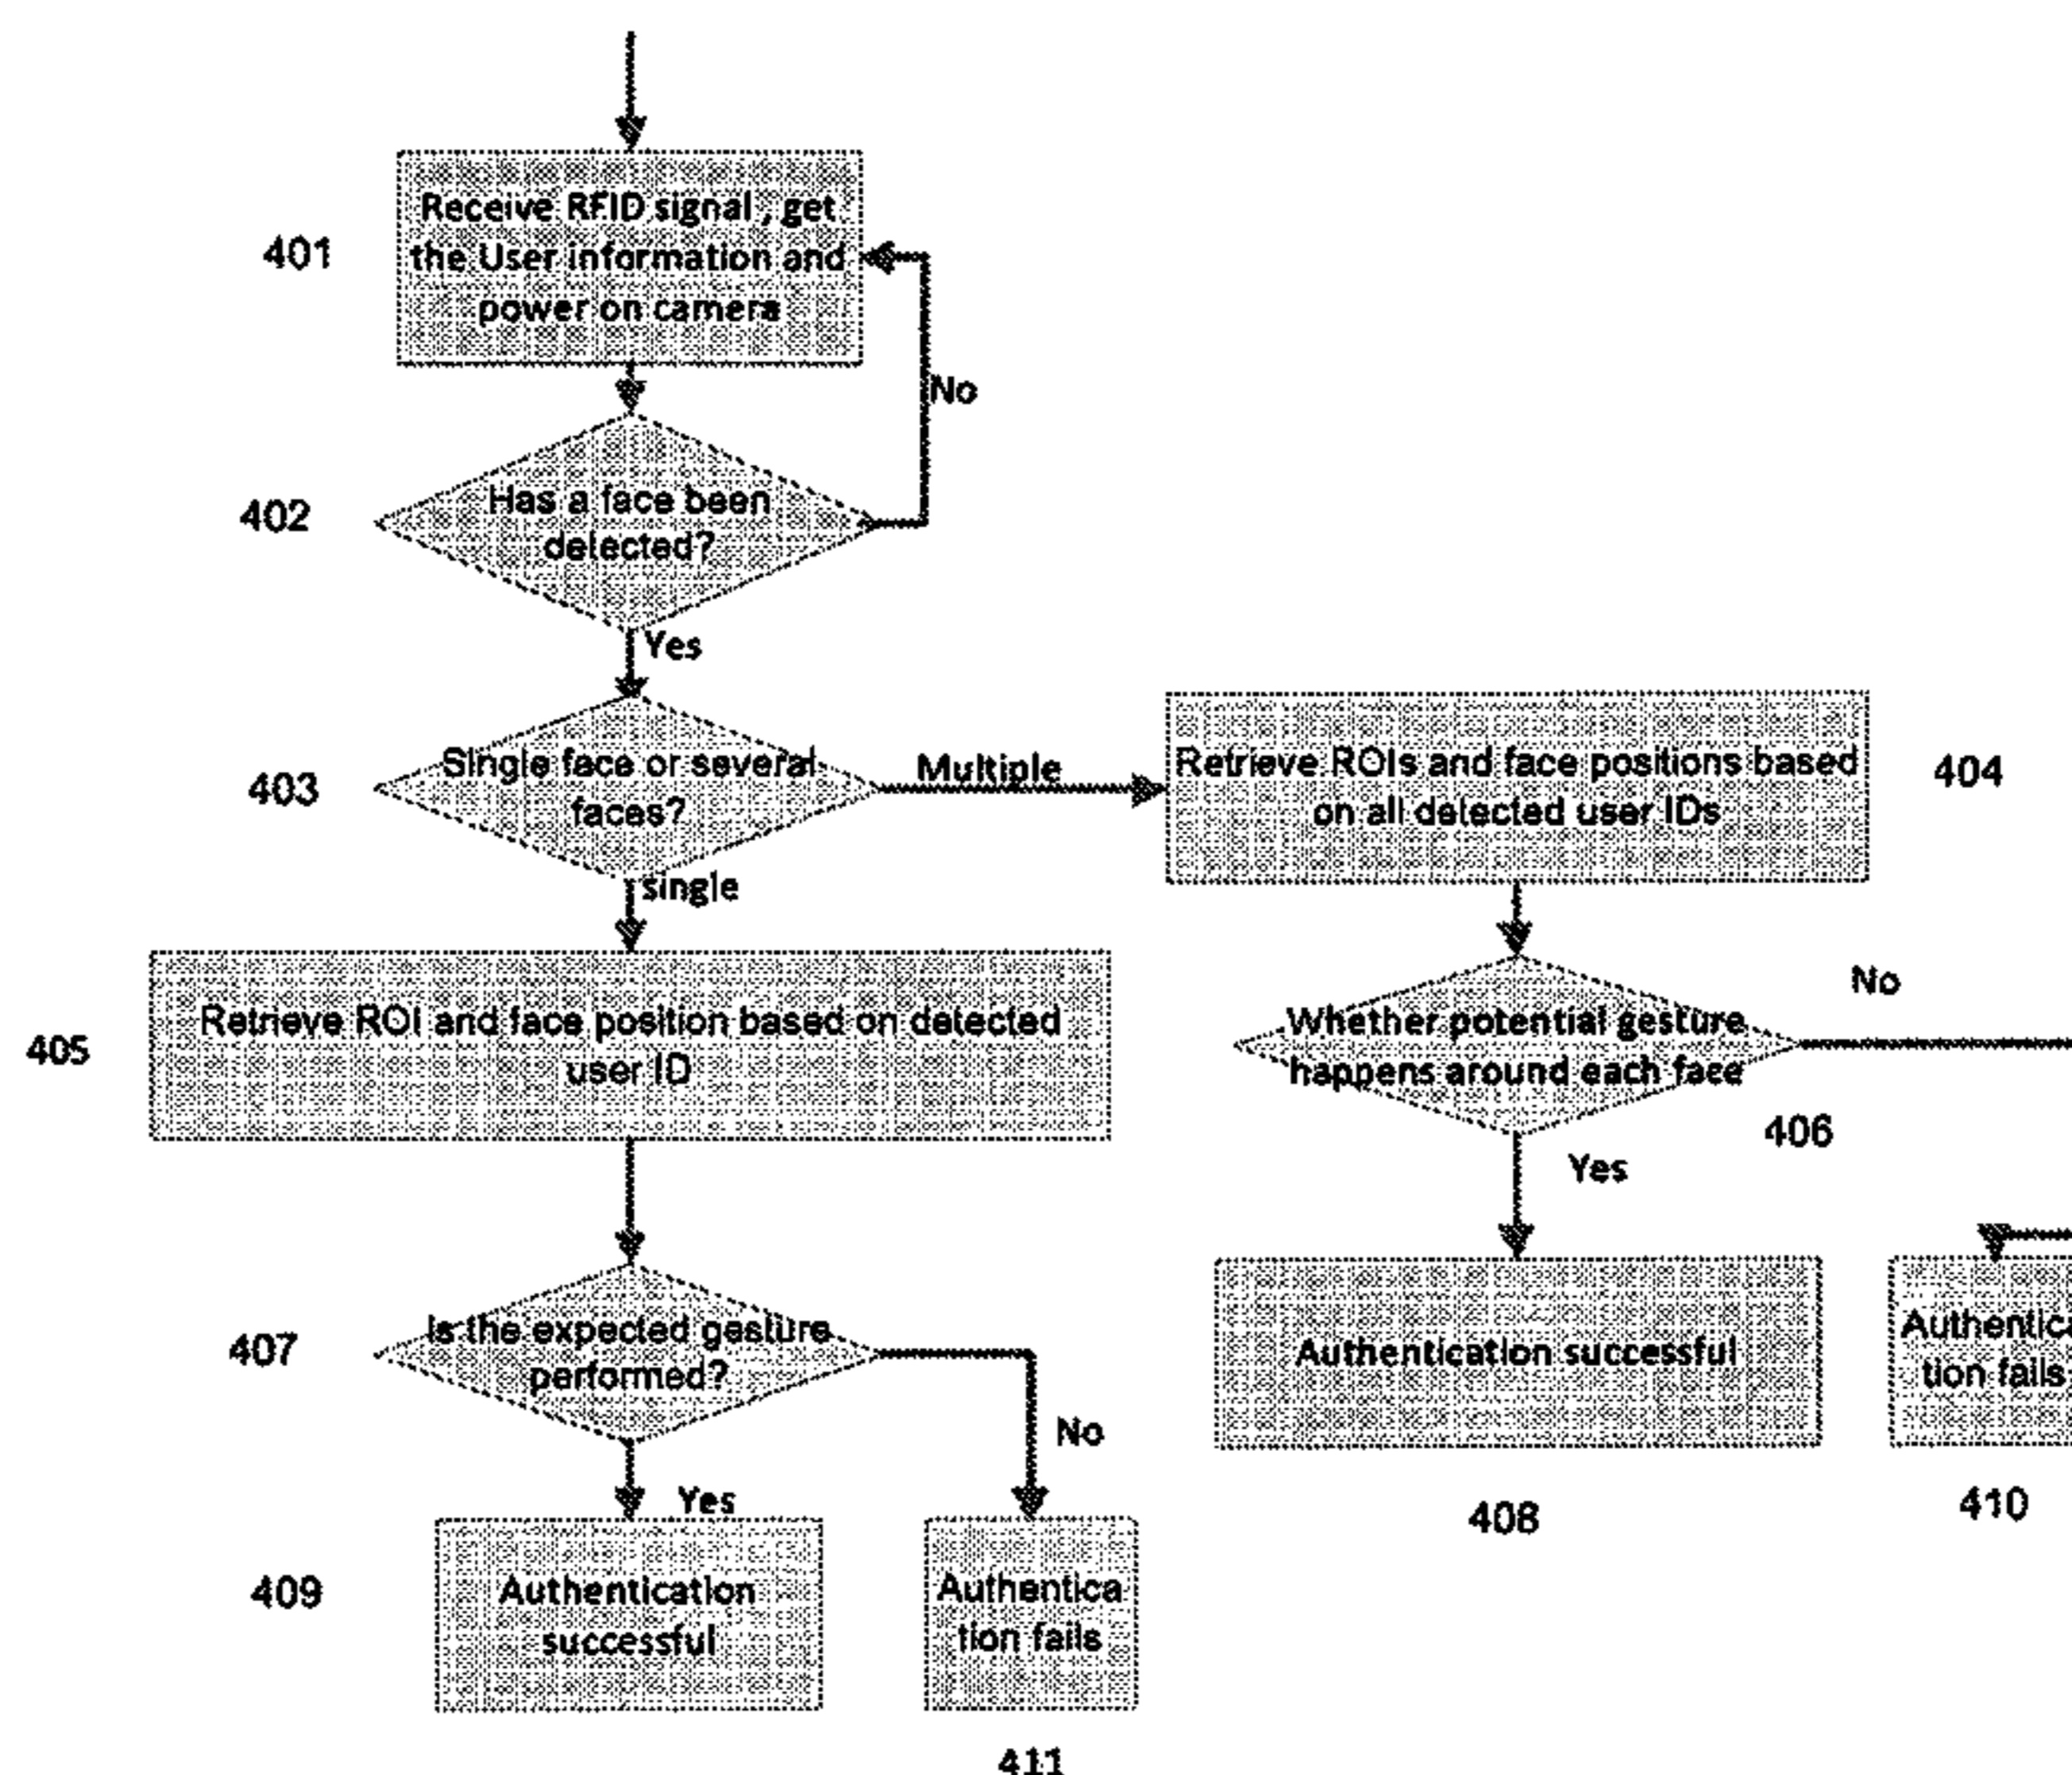 Receive RFID signal , get
the User information and
power on camera
401
No
Has a face been
detected?
402
Yes
Single face or several
faces?
403
Multiple
Retrieve ROIs and face positions based
on all detected user IDs
404
single
Retrieve ROI and face position based on detected
user ID
405
No
Whether potential gesture
happens around each face
406
Yes
Is the expected gesture
performed?
407
Authentication successful
408
Authentica
tion fails
410
No
Yes
Authentication
successful
409
Authentica
tion fails
411